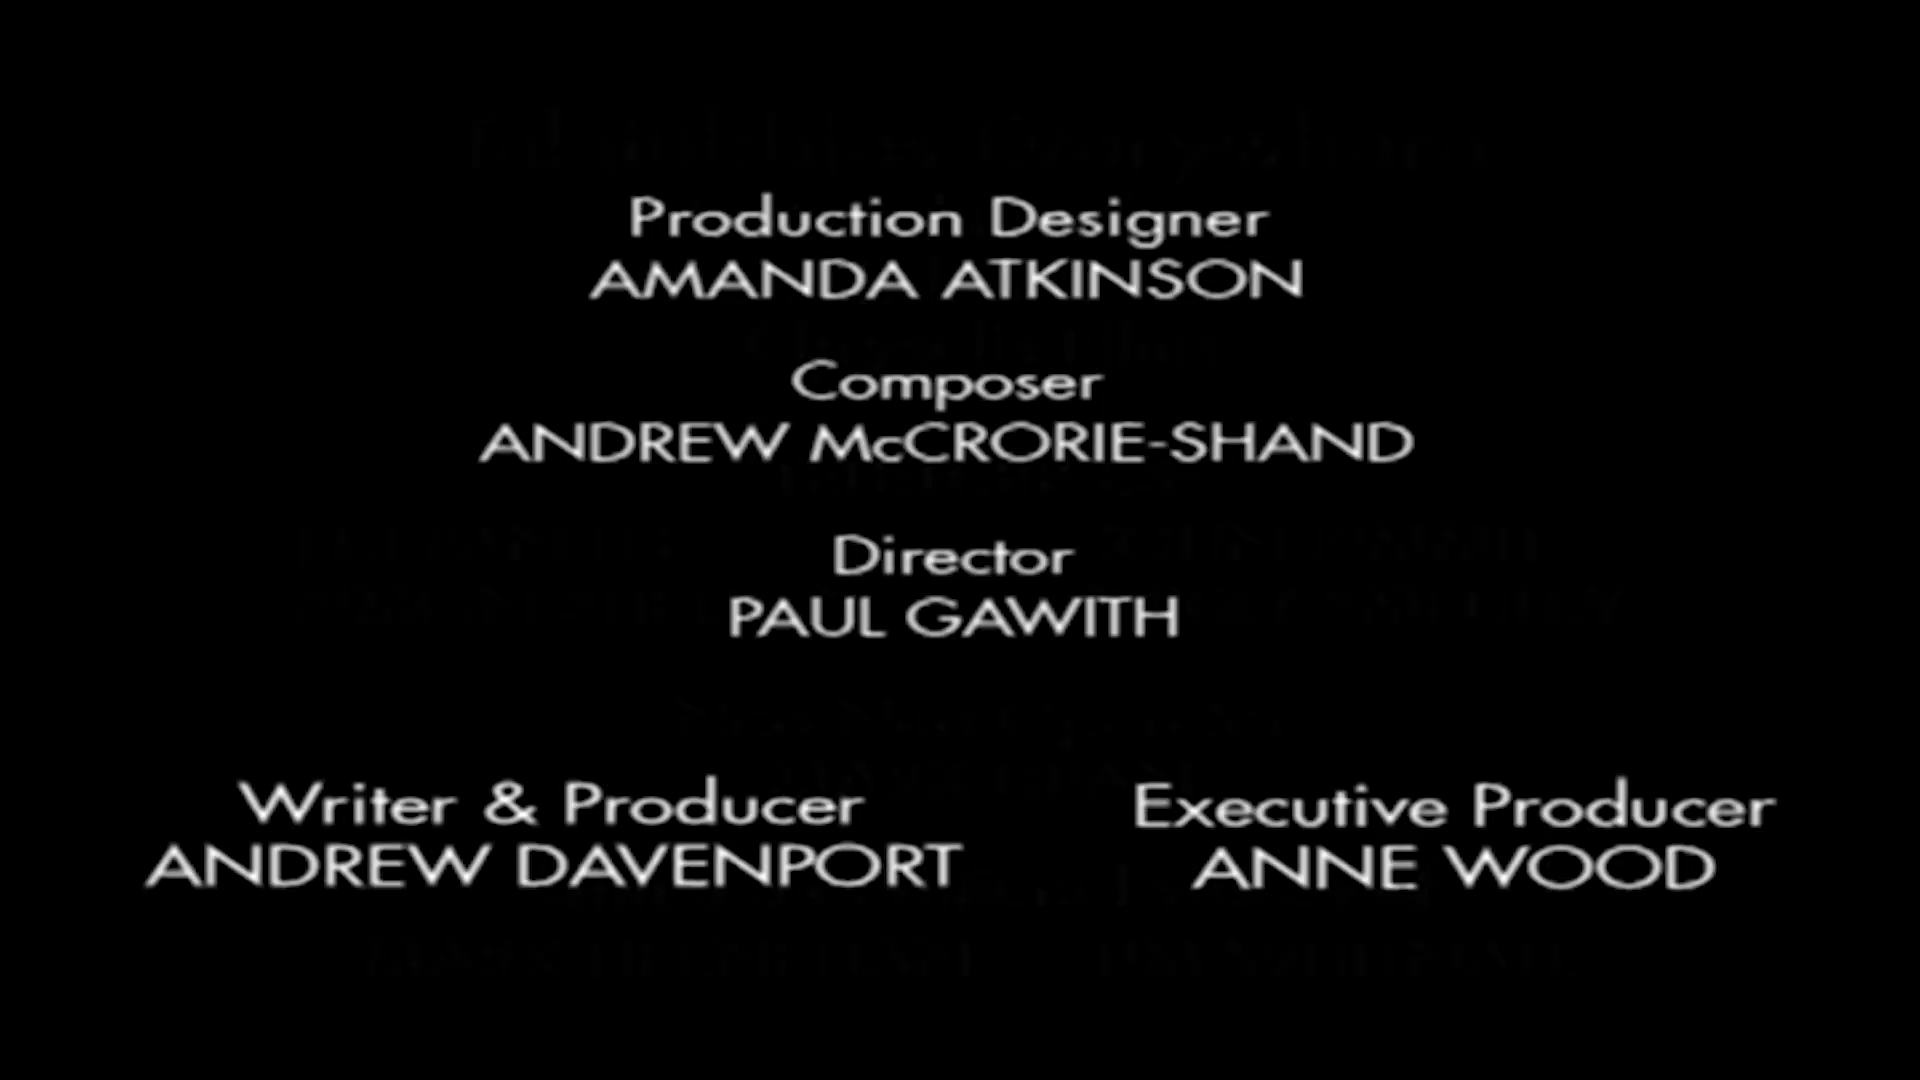 Production Designer
AMANDA ATKINSON
Composer
ANDREW McCRORIE-SHAND
Director
PAUL GAWITH
Writer & Producer
ANDREW DAVENPORT
Executive Producer
ANNE WOOD